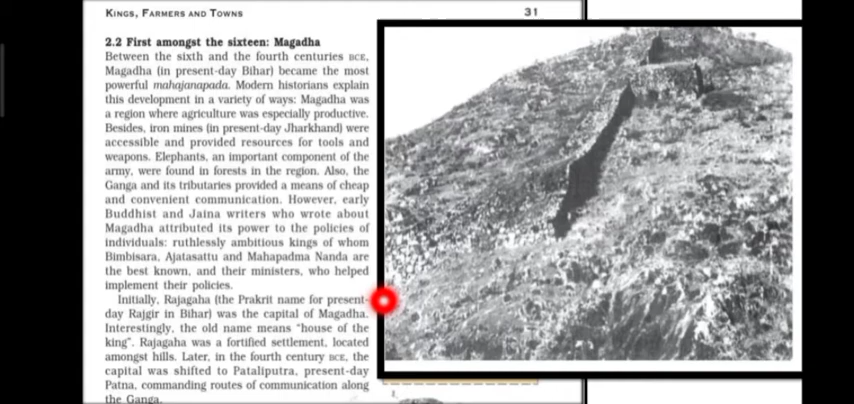 KINGS, FARMERS AND TOWNS
31
2.2 First amongst the sixteen: Magadha
Between the sixth and the fourth centuries BCE,
Magadha (in present-day Bihar) became the most
powerful mahajanapada. Modern historians explain
this development in a variety of ways: Magadha was
a region where agriculture was especially productive.
Besides, iron mines (in present-day Jharkhand) were
accessible and provided resources for tools and
weapons. Elephants, an important component of the
army, were found in forests in the region. Also, the
Ganga and its tributaries provided a means of cheap
and convenient communication. However, early
Buddhist and Jaina writers who wrote about
Magadha attributed its power to the policies of
individuals: ruthlessly ambitious kings of whom
Bimbisara, Ajatasattu and Mahapadma Nanda are
the best known, and their ministers, who helped
implement their policies.
Initially, Rajagaha (the Prakrit name for present-
day Rajgir in Bihar) was the capital of Magadha.
Interestingly, the old name means "house of the
king". Rajagaha was a fortified settlement, located
amongst hills. Later, in the fourth century BCE, the
capital was shifted to Pataliputra, present-day
Patna, commanding routes of communication along
the Ganga.